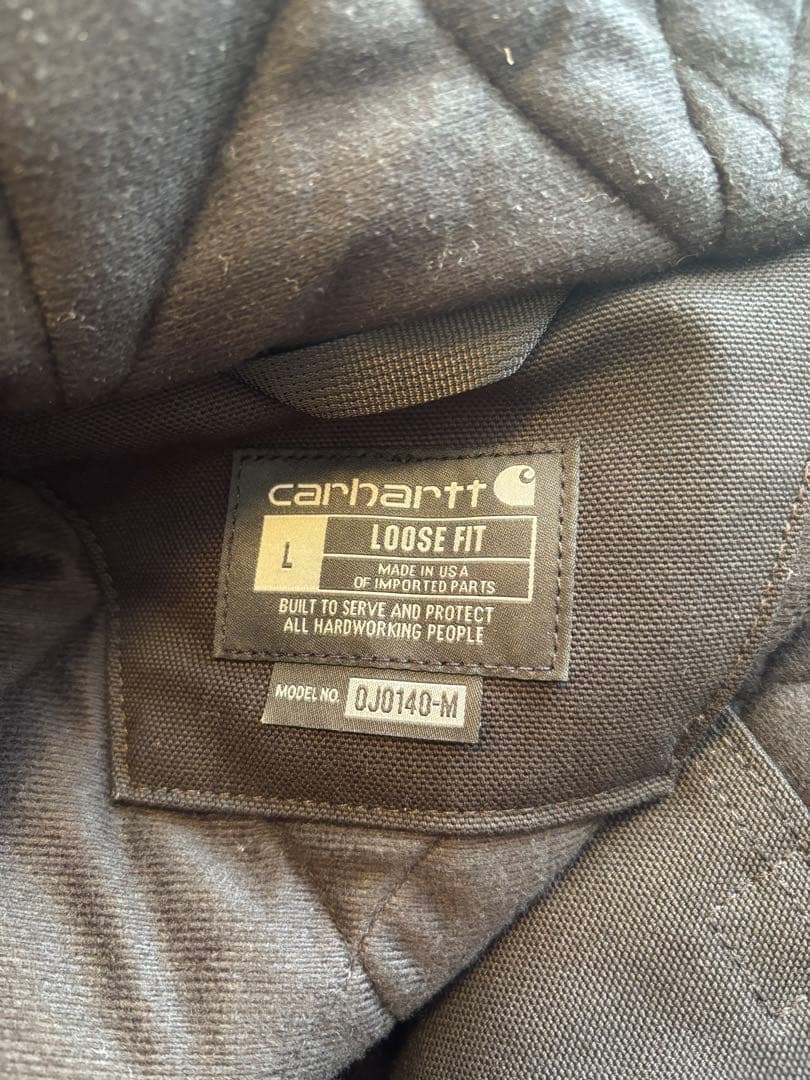 carhartt
L
LOOSE FIT
MADE IN USA
OF IMPORTED PARTS
BUILT TO SERVE AND PROTECT
ALL HARDWORKING PEOPLE
MODEL NO. 0J0140-M